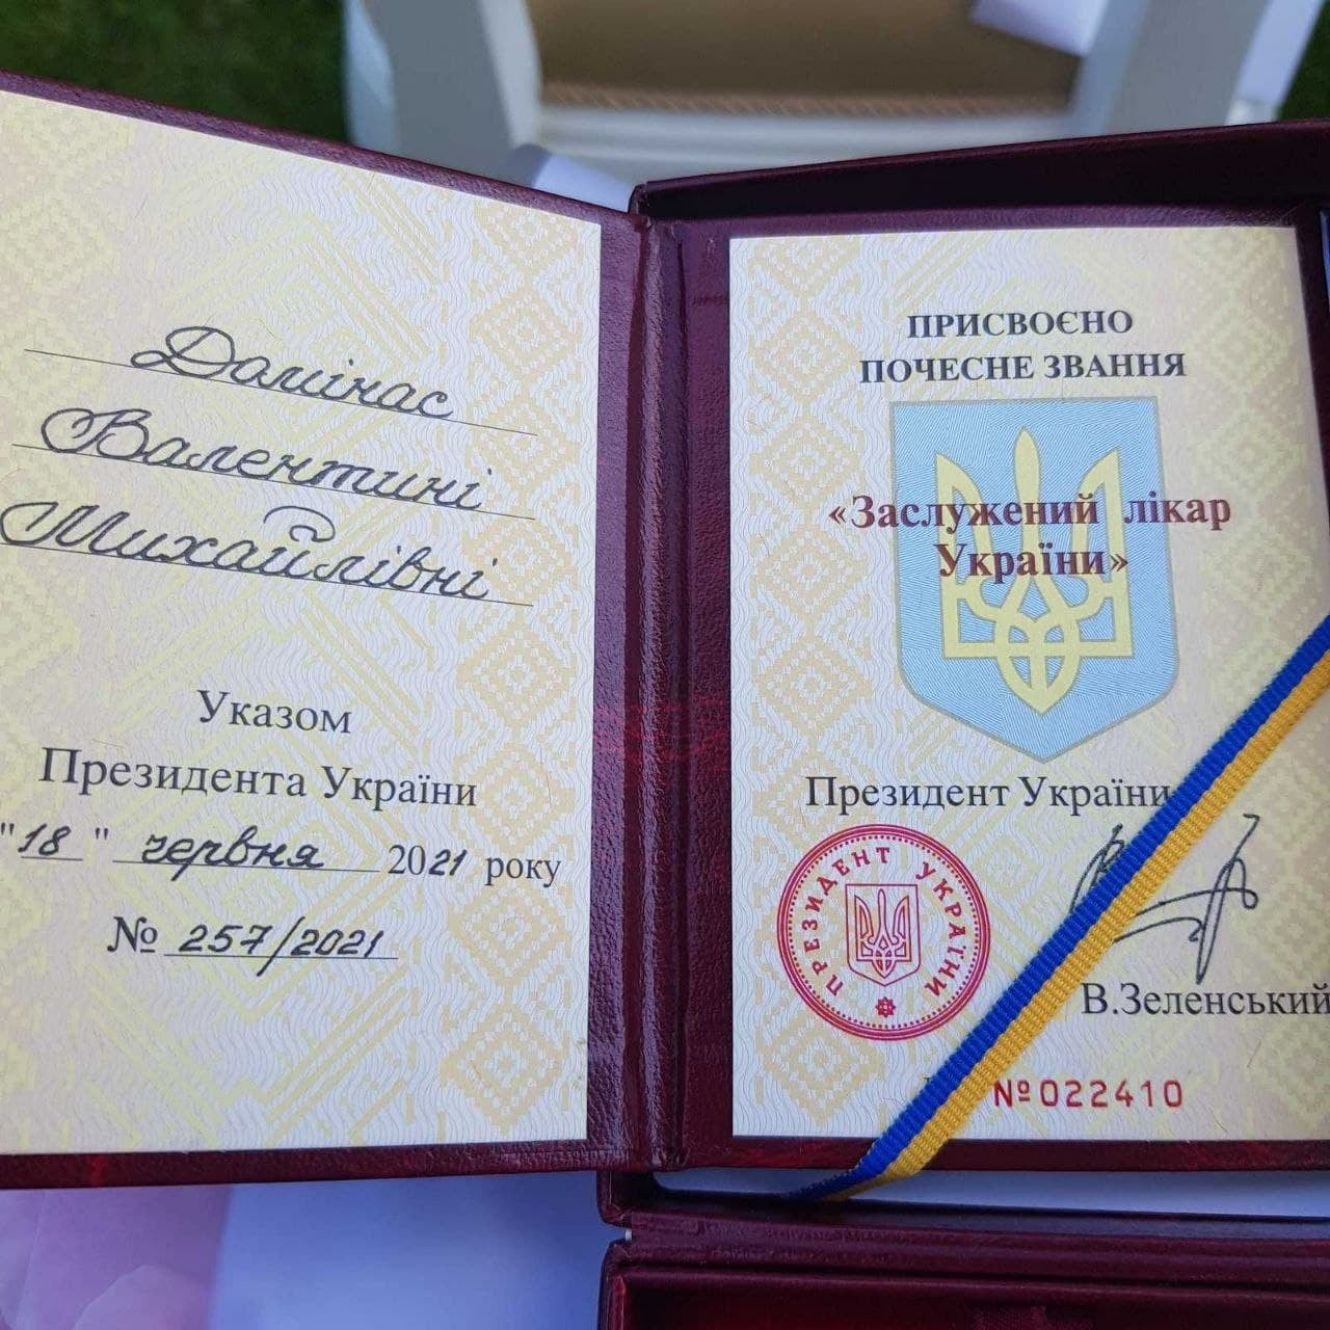 Домінас
Валентині
Михайлівні
Указом
Президента України
"18" червня 2021 року
№ 257/2021
ПРИСВОЄНО
ПОЧЕСНЕ ЗВАННЯ
«Заслужений лікар
України»
Президент України
ПРЕЗИДЕНТ УКРАЇНИ
В.Зеленський
№022410